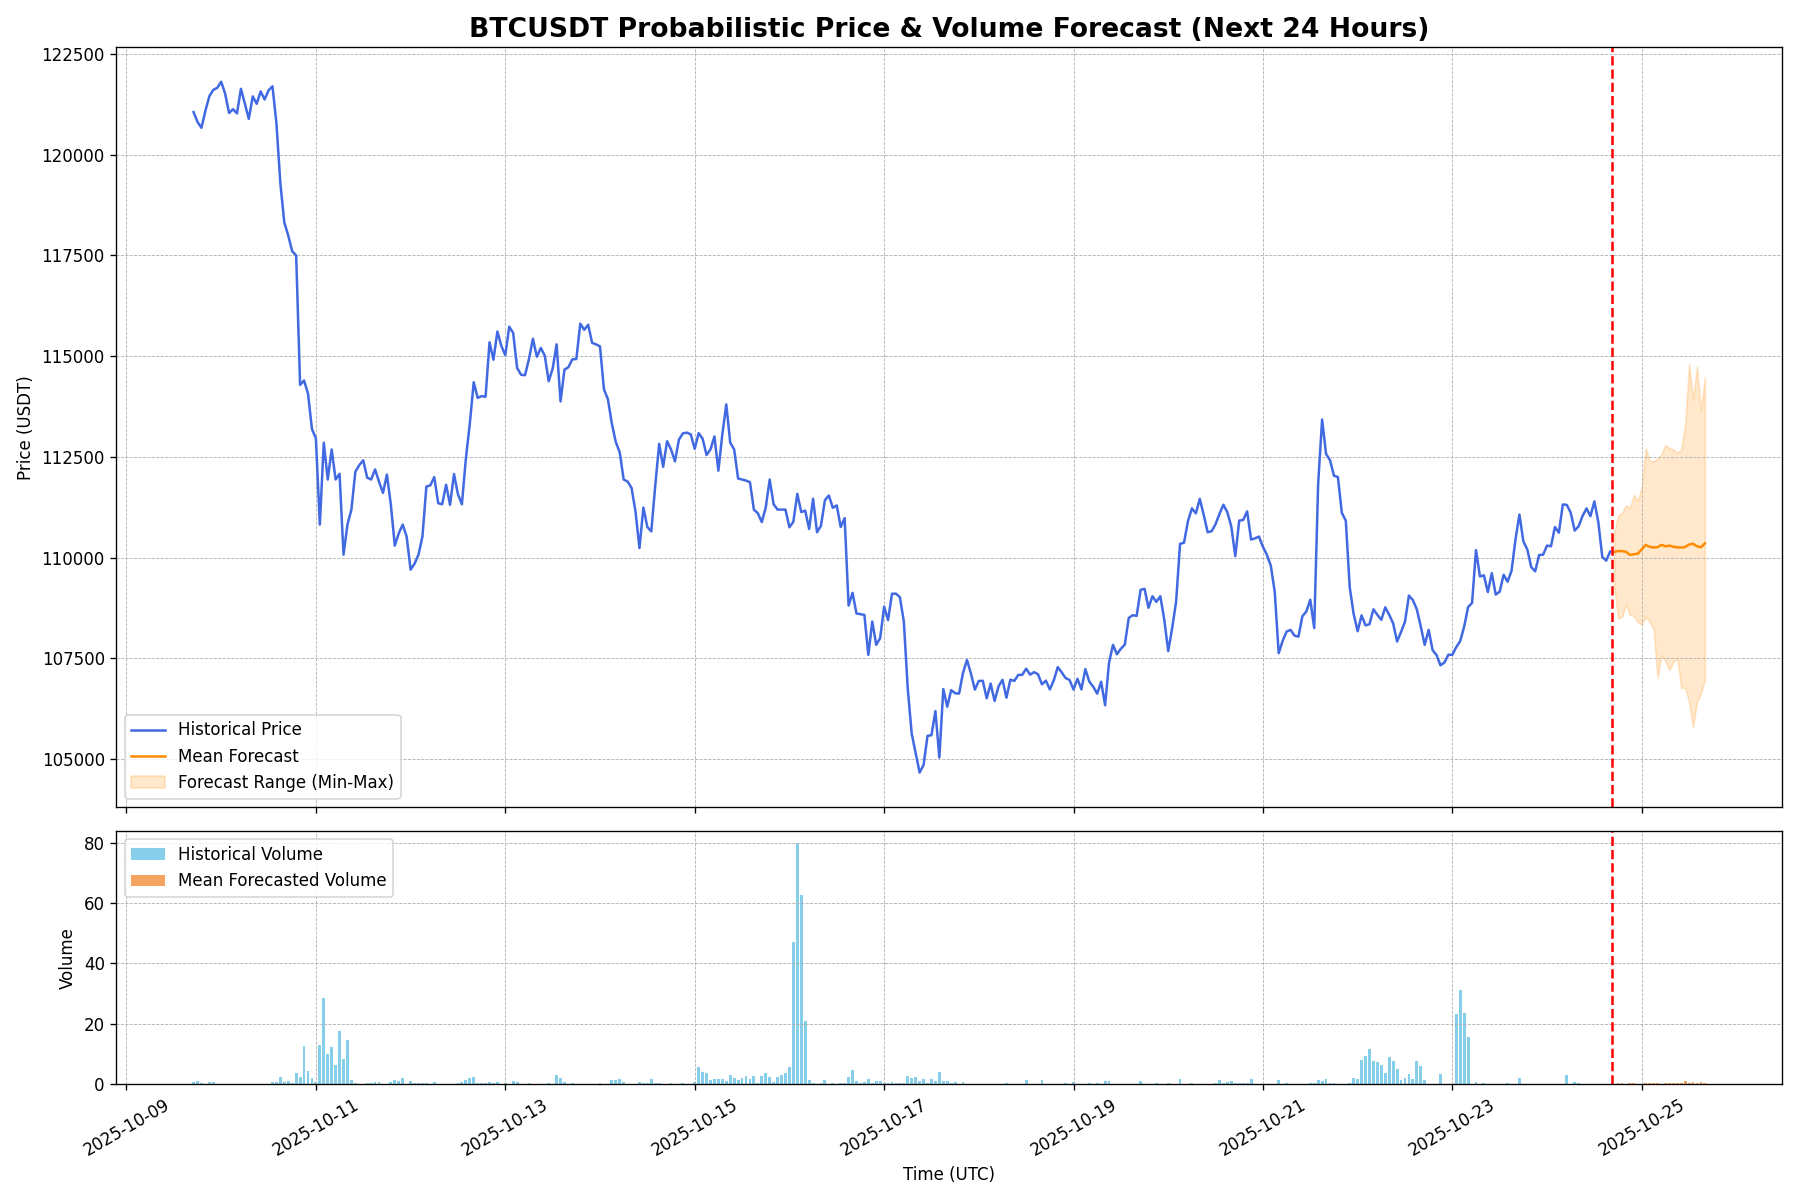 BTCUSDT Probabilistic Price & Volume Forecast (Next 24 Hours)
122500
120000
117500
115000
112500
110000
107500
105000
Price (USDT)
Historical Price
Mean Forecast
Forecast Range (Min-Max)
80
60
40
20
0
Volume
Historical Volume
Mean Forecasted Volume
2025-10-09
2025-10-11
2025-10-13
2025-10-15
2025-10-17
2025-10-19
2025-10-21
2025-10-23
2025-10-25
Time (UTC)